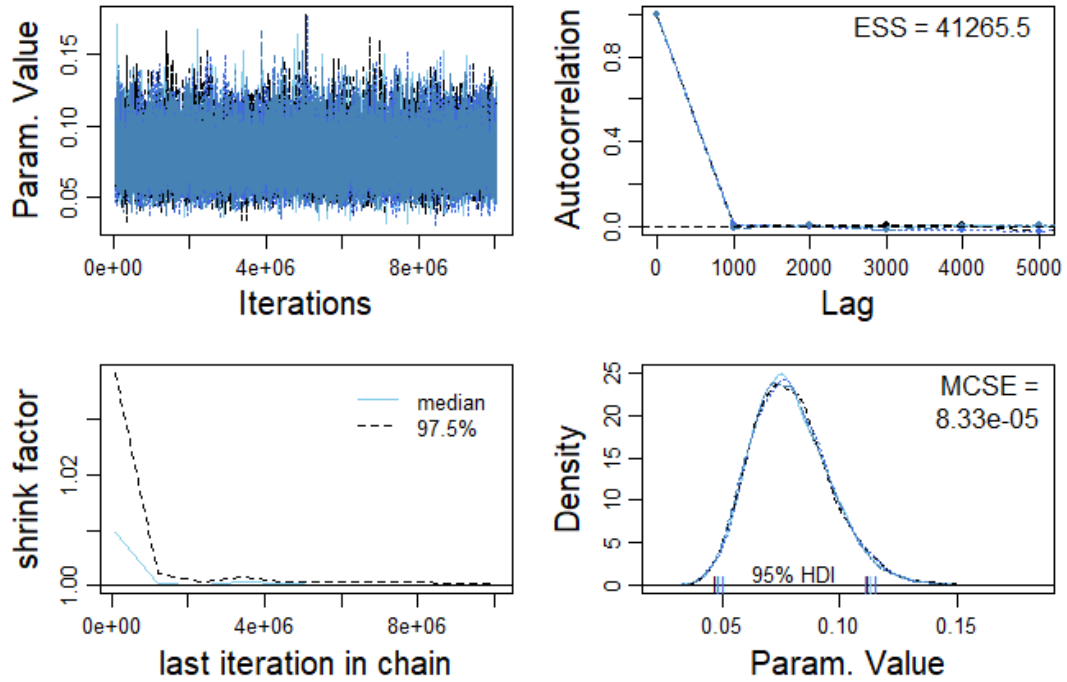 Param. Value
0.15
0.10
0.05
0e+00
4e+06
8e+06
Iterations
Autocorrelation
0.8
0.4
0.0
ESS = 41265.5
0
1000
2000
3000
4000
5000
Lag
shrink factor
1.02
1.00
median
97.5%
0e+00
4e+06
8e+06
last iteration in chain
Density
25
20
15
10
5
0
MCSE =
8.33e-05
95% HDI
0.05
0.10
0.15
Param. Value